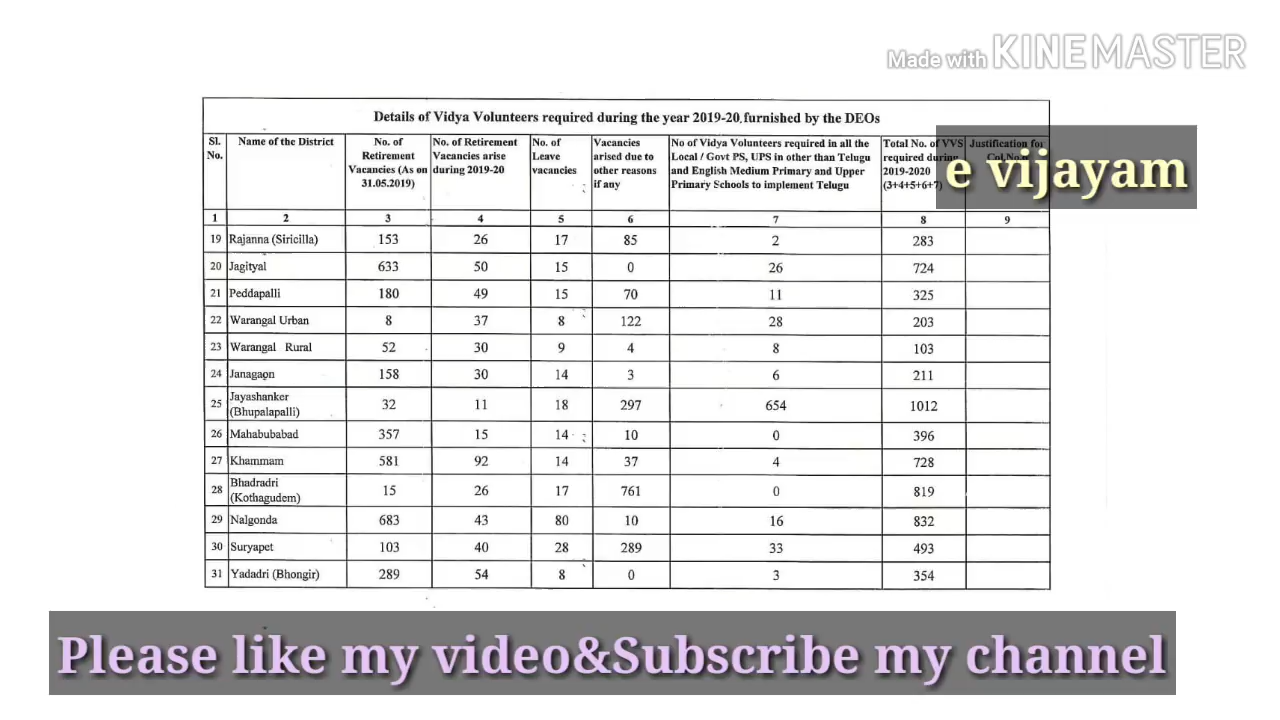 Made with KINEMASTER
Details of Vidya Volunteers required during the year 2019-20 furnished by the DEOs
Sl. No. Name of the District No. of Retirement Vacancies (As on 31.05.2019) No. of Retirement Vacancies arise during 2019-20 No. of Leave vacancies Vacancies arised due to other reasons if any No of Vidya Volunteers required in all the Local / Govt PS, UPS in other than Telugu and English Medium Primary and Upper Primary Schools to implement Telugu Total No. of VVS required during 2019-2020 (3+4+5+6+7) Justification for Col.No.
e vijayam
1 2 3 4 5 6 7 8 9
19 Rajanna (Siricilla) 153 26 17 85 2 283
20 Jagityal 633 50 15 0 26 724
21 Peddapalli 180 49 15 70 11 325
22 Warangal Urban 8 37 8 122 28 203
23 Warangal Rural 52 30 9 4 8 103
24 Janagaon 158 30 14 3 6 211
25 Jayashanker (Bhupalapalli) 32 11 18 297 654 1012
26 Mahabubabad 357 15 14 10 0 396
27 Khammam 581 92 14 37 4 728
28 Bhadradri (Kothagudem) 15 26 17 761 0 819
29 Nalgonda 683 43 80 10 16 832
30 Suryapet 103 40 28 289 33 493
31 Yadadri (Bhongir) 289 54 8 0 3 354
Please like my video&Subscribe my channel